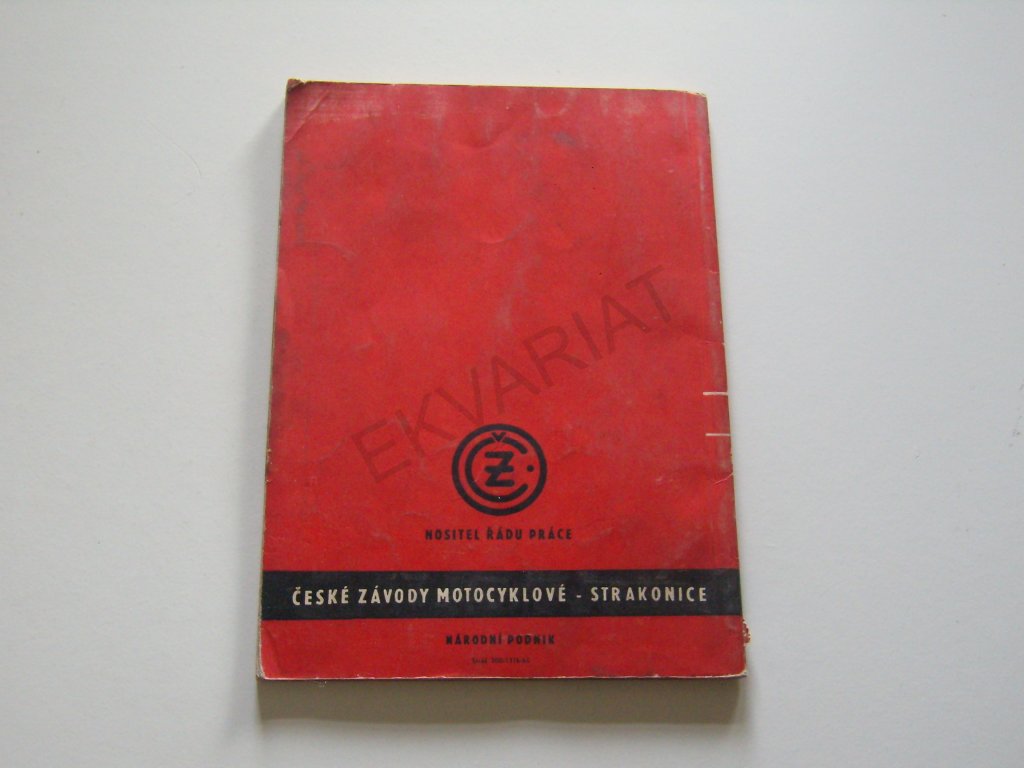 EKVARIAT
ČZ
NOSITEL ŘÁDU PRÁCE
ČESKÉ ZÁVODY MOTOCYKLOVÉ - STRAKONICE
NÁRODNÍ PODNIK